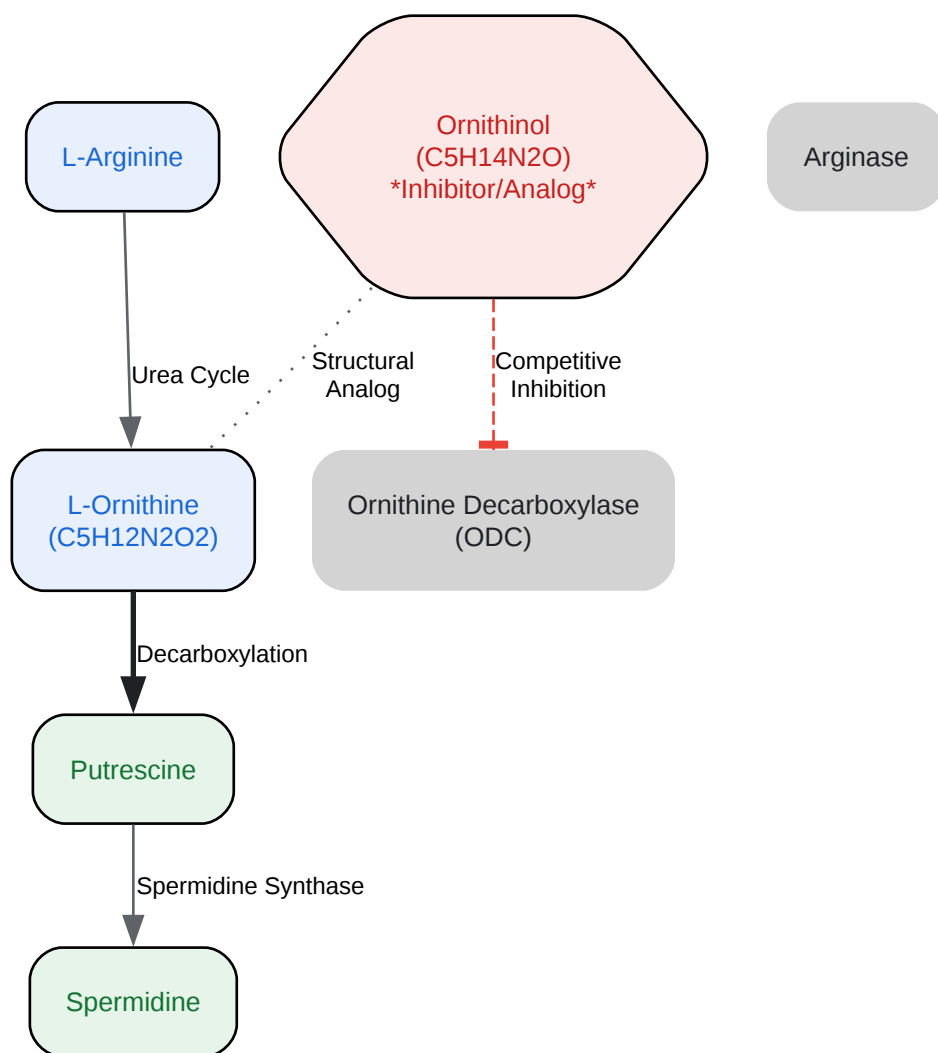 L-Arginine
Ornithinol
(C5H14N2O)
*Inhibitor/Analog*
Arginase
Urea Cycle
Structural
Analog
Competitive
Inhibition
L-Ornithine
(C5H12N2O2)
Ornithine Decarboxylase
(ODC)
Decarboxylation
Putrescine
Spermidine Synthase
Spermidine